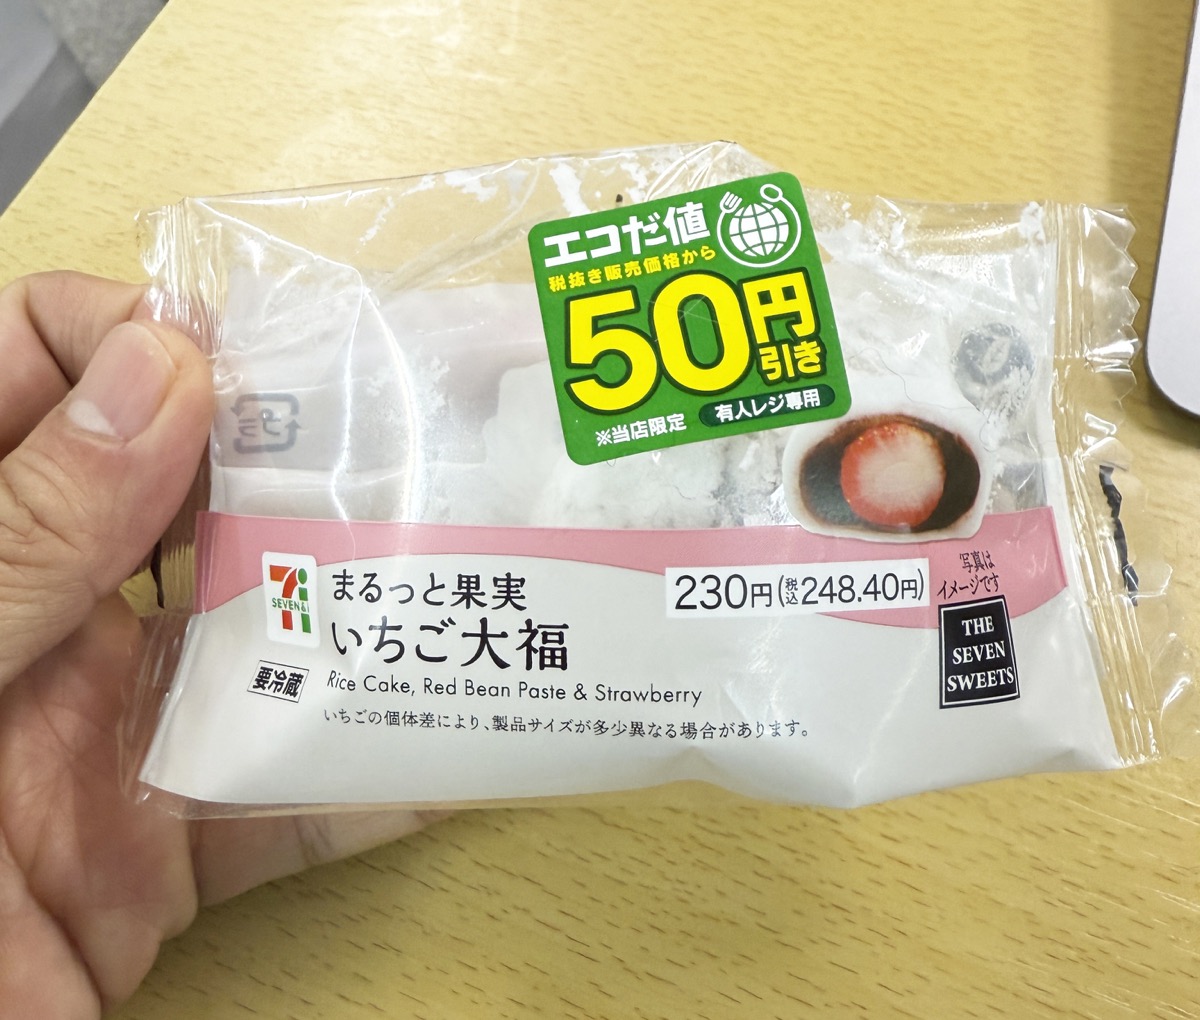 エコだ値
税抜き販売価格から
50円引き
※当店限定 有人レジ専用
プラ
写真は
イメージです
230円(税込248.40円)
SEVEN&i
まるっと果実
いちご大福
要冷蔵
Rice Cake, Red Bean Paste & Strawberry
いちごの個体差により、製品サイズが多少異なる場合があります。
THE
SEVEN
SWEETS